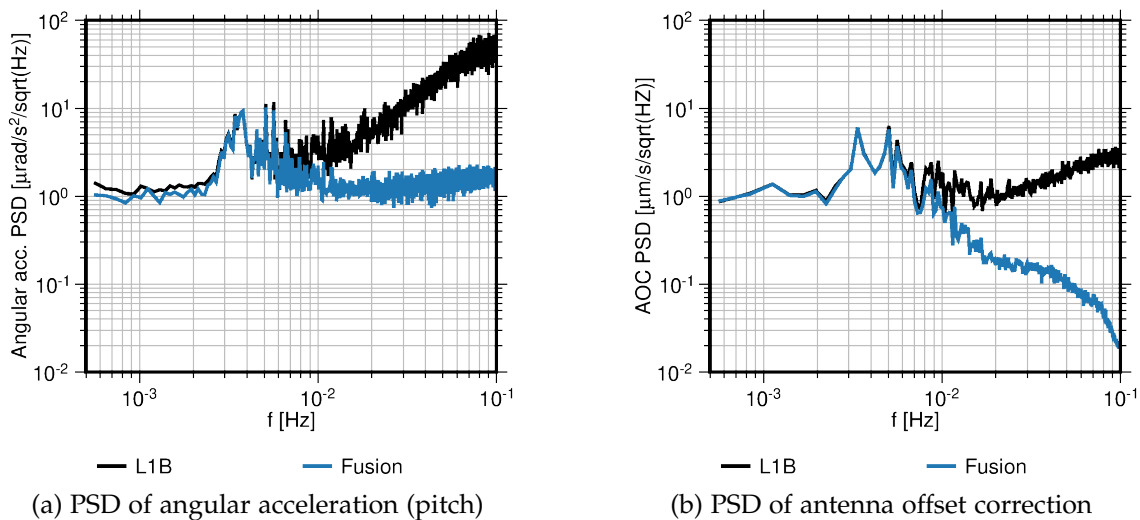 Angular acc. PSD [µrad/s²/sqrt(Hz)]
10²
10¹
10⁰
10⁻¹
10⁻²
10⁻³
10⁻²
10⁻¹
f [Hz]
L1B
Fusion
(a) PSD of angular acceleration (pitch)
AOC PSD [µm/s/sqrt(HZ)]
10²
10¹
10⁰
10⁻¹
10⁻²
10⁻³
10⁻²
10⁻¹
f [Hz]
L1B
Fusion
(b) PSD of antenna offset correction